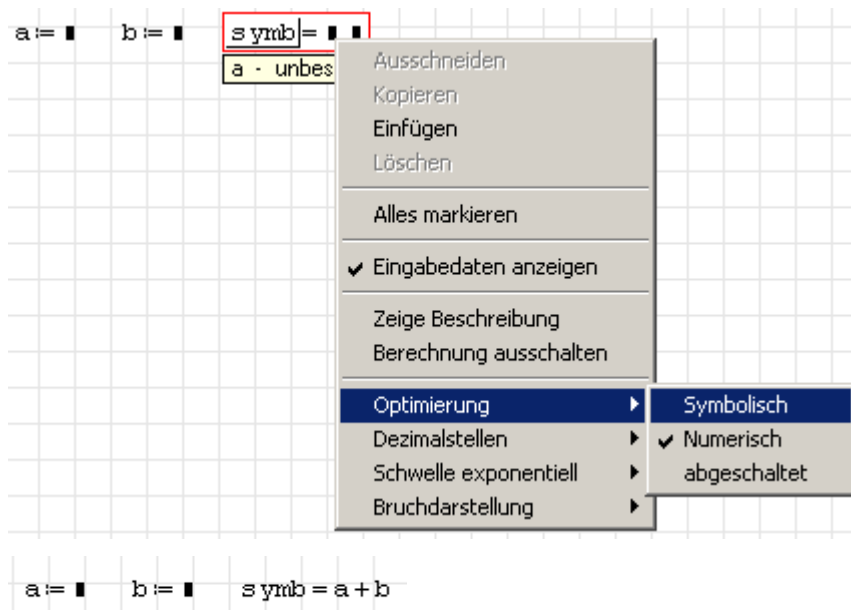 a:= ▮ b:= ▮ symb= ▮ ▮
a - unbes
Ausschneiden
Kopieren
Einfügen
Löschen
Alles markieren
Eingabedaten anzeigen
Zeige Beschreibung
Berechnung ausschalten
Optimierung
Symbolisch
Dezimalstellen
Numerisch
Schwelle exponentiell
abgeschaltet
Bruchdarstellung
a:= ▮ b:= ▮ symb=a+b